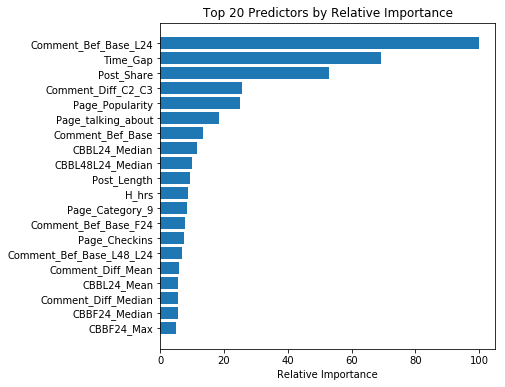 Top 20 Predictors by Relative Importance
Comment_Bef_Base_L24
Time_Gap
Post_Share
Comment_Diff_C2_C3
Page_Popularity
Page_talking_about
Comment_Bef_Base
CBBL24_Median
CBBL48L24_Median
Post_Length
H_hrs
Page_Category_9
Comment_Bef_Base_F24
Page_Checkins
Comment_Bef_Base_L48_L24
Comment_Diff_Mean
CBBL24_Mean
Comment_Diff_Median
CBBF24_Median
CBBF24_Max
0 20 40 60 80 100
Relative Importance